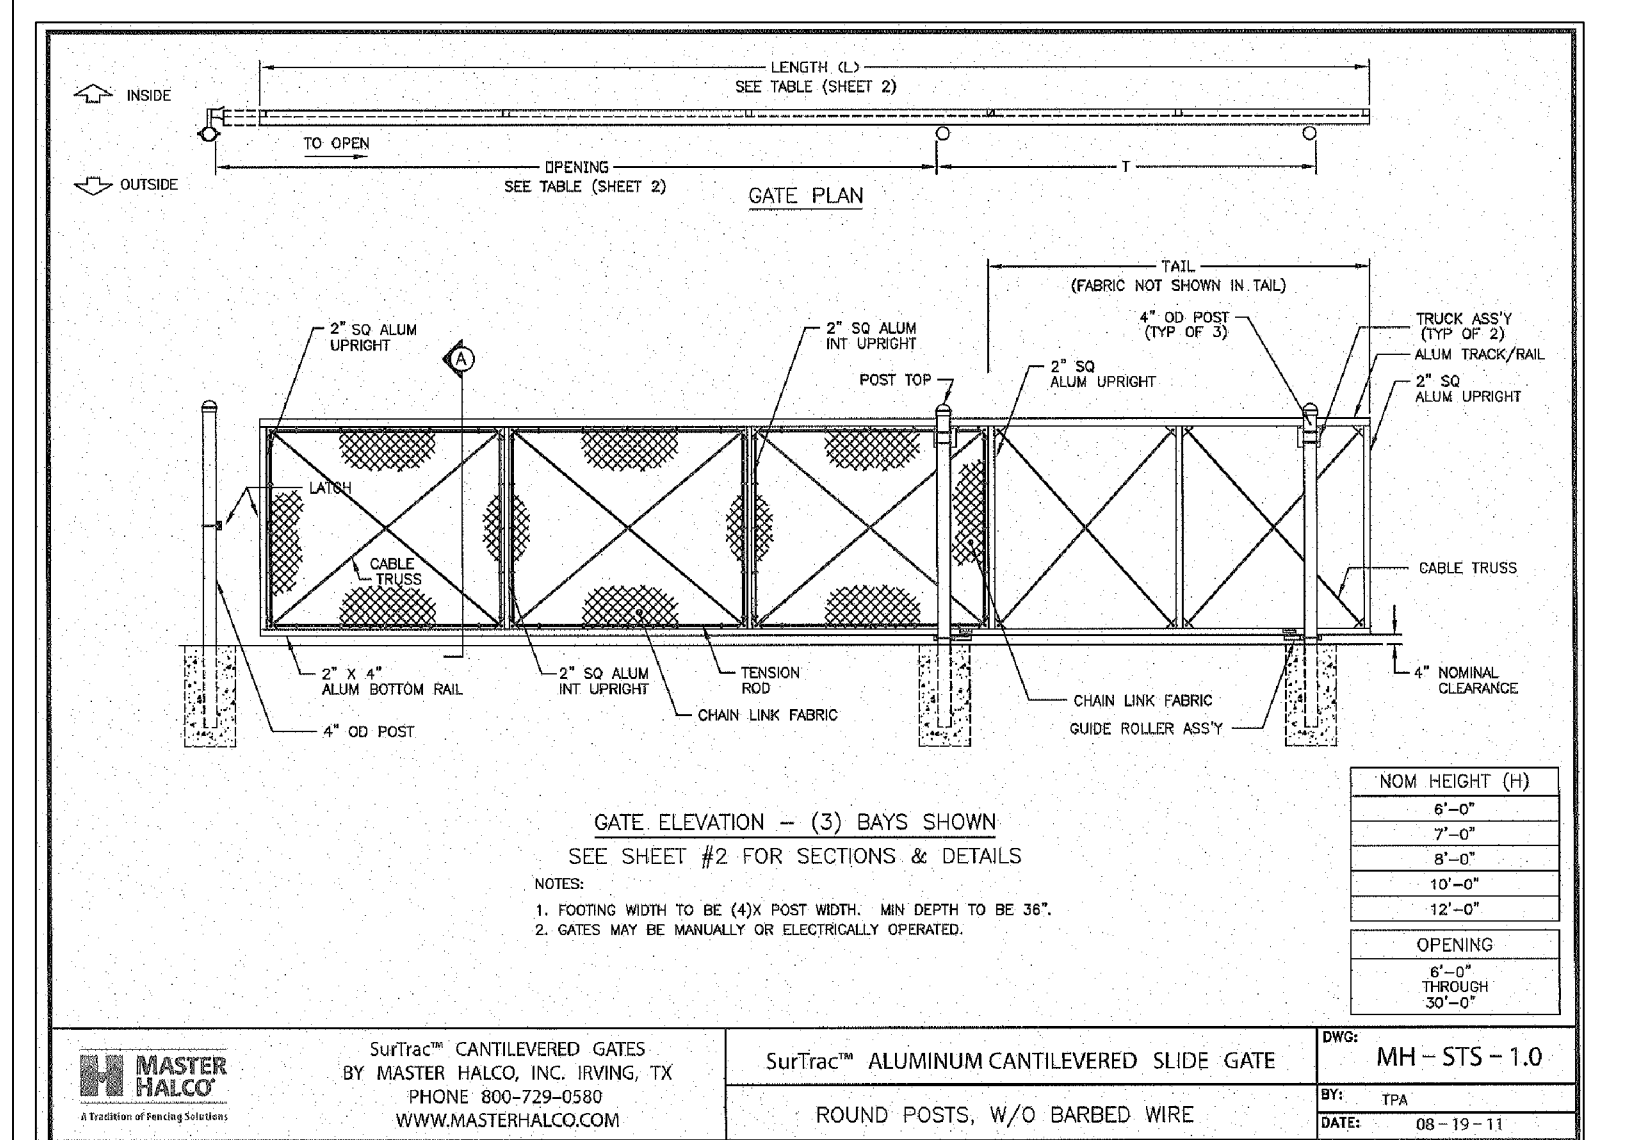 LENGTH (L)
SEE TABLE (SHEET 2)
INSIDE
TO OPEN
OPENING
SEE TABLE (SHEET 2)
T
OUTSIDE
GATE PLAN
TAIL
(FABRIC NOT SHOWN IN TAIL)
2" SQ ALUM
UPRIGHT
A
2" SQ ALUM
INT UPRIGHT
POST TOP
4" OD POST
(TYP OF 3)
2" SQ
ALUM UPRIGHT
TRUCK ASS'Y
(TYP OF 2)
ALUM TRACK/RAIL
2" SQ
ALUM UPRIGHT
LATCH
CABLE
TRUSS
CABLE TRUSS
2" X 4"
ALUM BOTTOM RAIL
4" OD POST
2" SQ ALUM
INT UPRIGHT
TENSION
ROD
CHAIN LINK FABRIC
CHAIN LINK FABRIC
GUIDE ROLLER ASS'Y
4" NOMINAL
CLEARANCE
GATE ELEVATION – (3) BAYS SHOWN
SEE SHEET #2 FOR SECTIONS & DETAILS
NOTES:
1. FOOTING WIDTH TO BE (4)X POST WIDTH. MIN DEPTH TO BE 36".
2. GATES MAY BE MANUALLY OR ELECTRICALLY OPERATED.
NOM HEIGHT (H)
6'–0"
7'–0"
8'–0"
10'–0"
12'–0"
OPENING
6'–0"
THROUGH
30'–0"
MASTER
HALCO
A Tradition of Fencing Solutions
SurTrac™ CANTILEVERED GATES
BY MASTER HALCO, INC. IRVING, TX
PHONE 800–729–0580
WWW.MASTERHALCO.COM
SurTrac™ ALUMINUM CANTILEVERED SLIDE GATE
ROUND POSTS, W/O BARBED WIRE
DWG:
MH – STS – 1.0
BY: TPA
DATE: 08–19–11